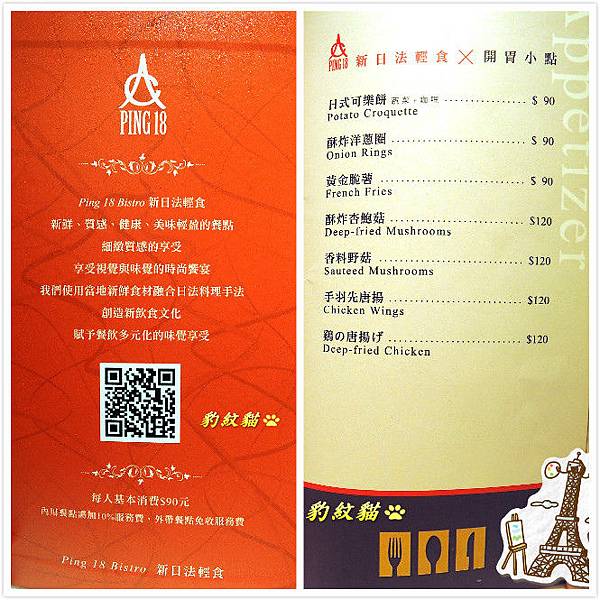 PING 18
Ping 18 Bistro 新日法輕食
新鮮、質感、健康、美味輕盈的餐點
細緻質感的享受
享受視覺與味覺的時尚饗宴
我們使用當地新鮮食材融合日法料理手法
創造新飲食文化
賦予餐飲多元化的味覺享受
豹紋貓
每人基本消費$90元
內用餐點需加10%服務費、外帶餐點免收服務費
Ping 18 Bistro 新日法輕食
PING 18 新日法輕食 × 開胃小點
Appetizer
日式可樂餅 蔬菜,咖哩 $ 90
Potato Croquette
酥炸洋蔥圈 $ 90
Onion Rings
黃金脆薯 $ 90
French Fries
酥炸杏鮑菇 $120
Deep-fried Mushrooms
香料野菇 $120
Sauteed Mushrooms
手羽先唐揚 $120
Chicken Wings
鶏の唐揚げ $120
Deep-fried Chicken
豹紋貓